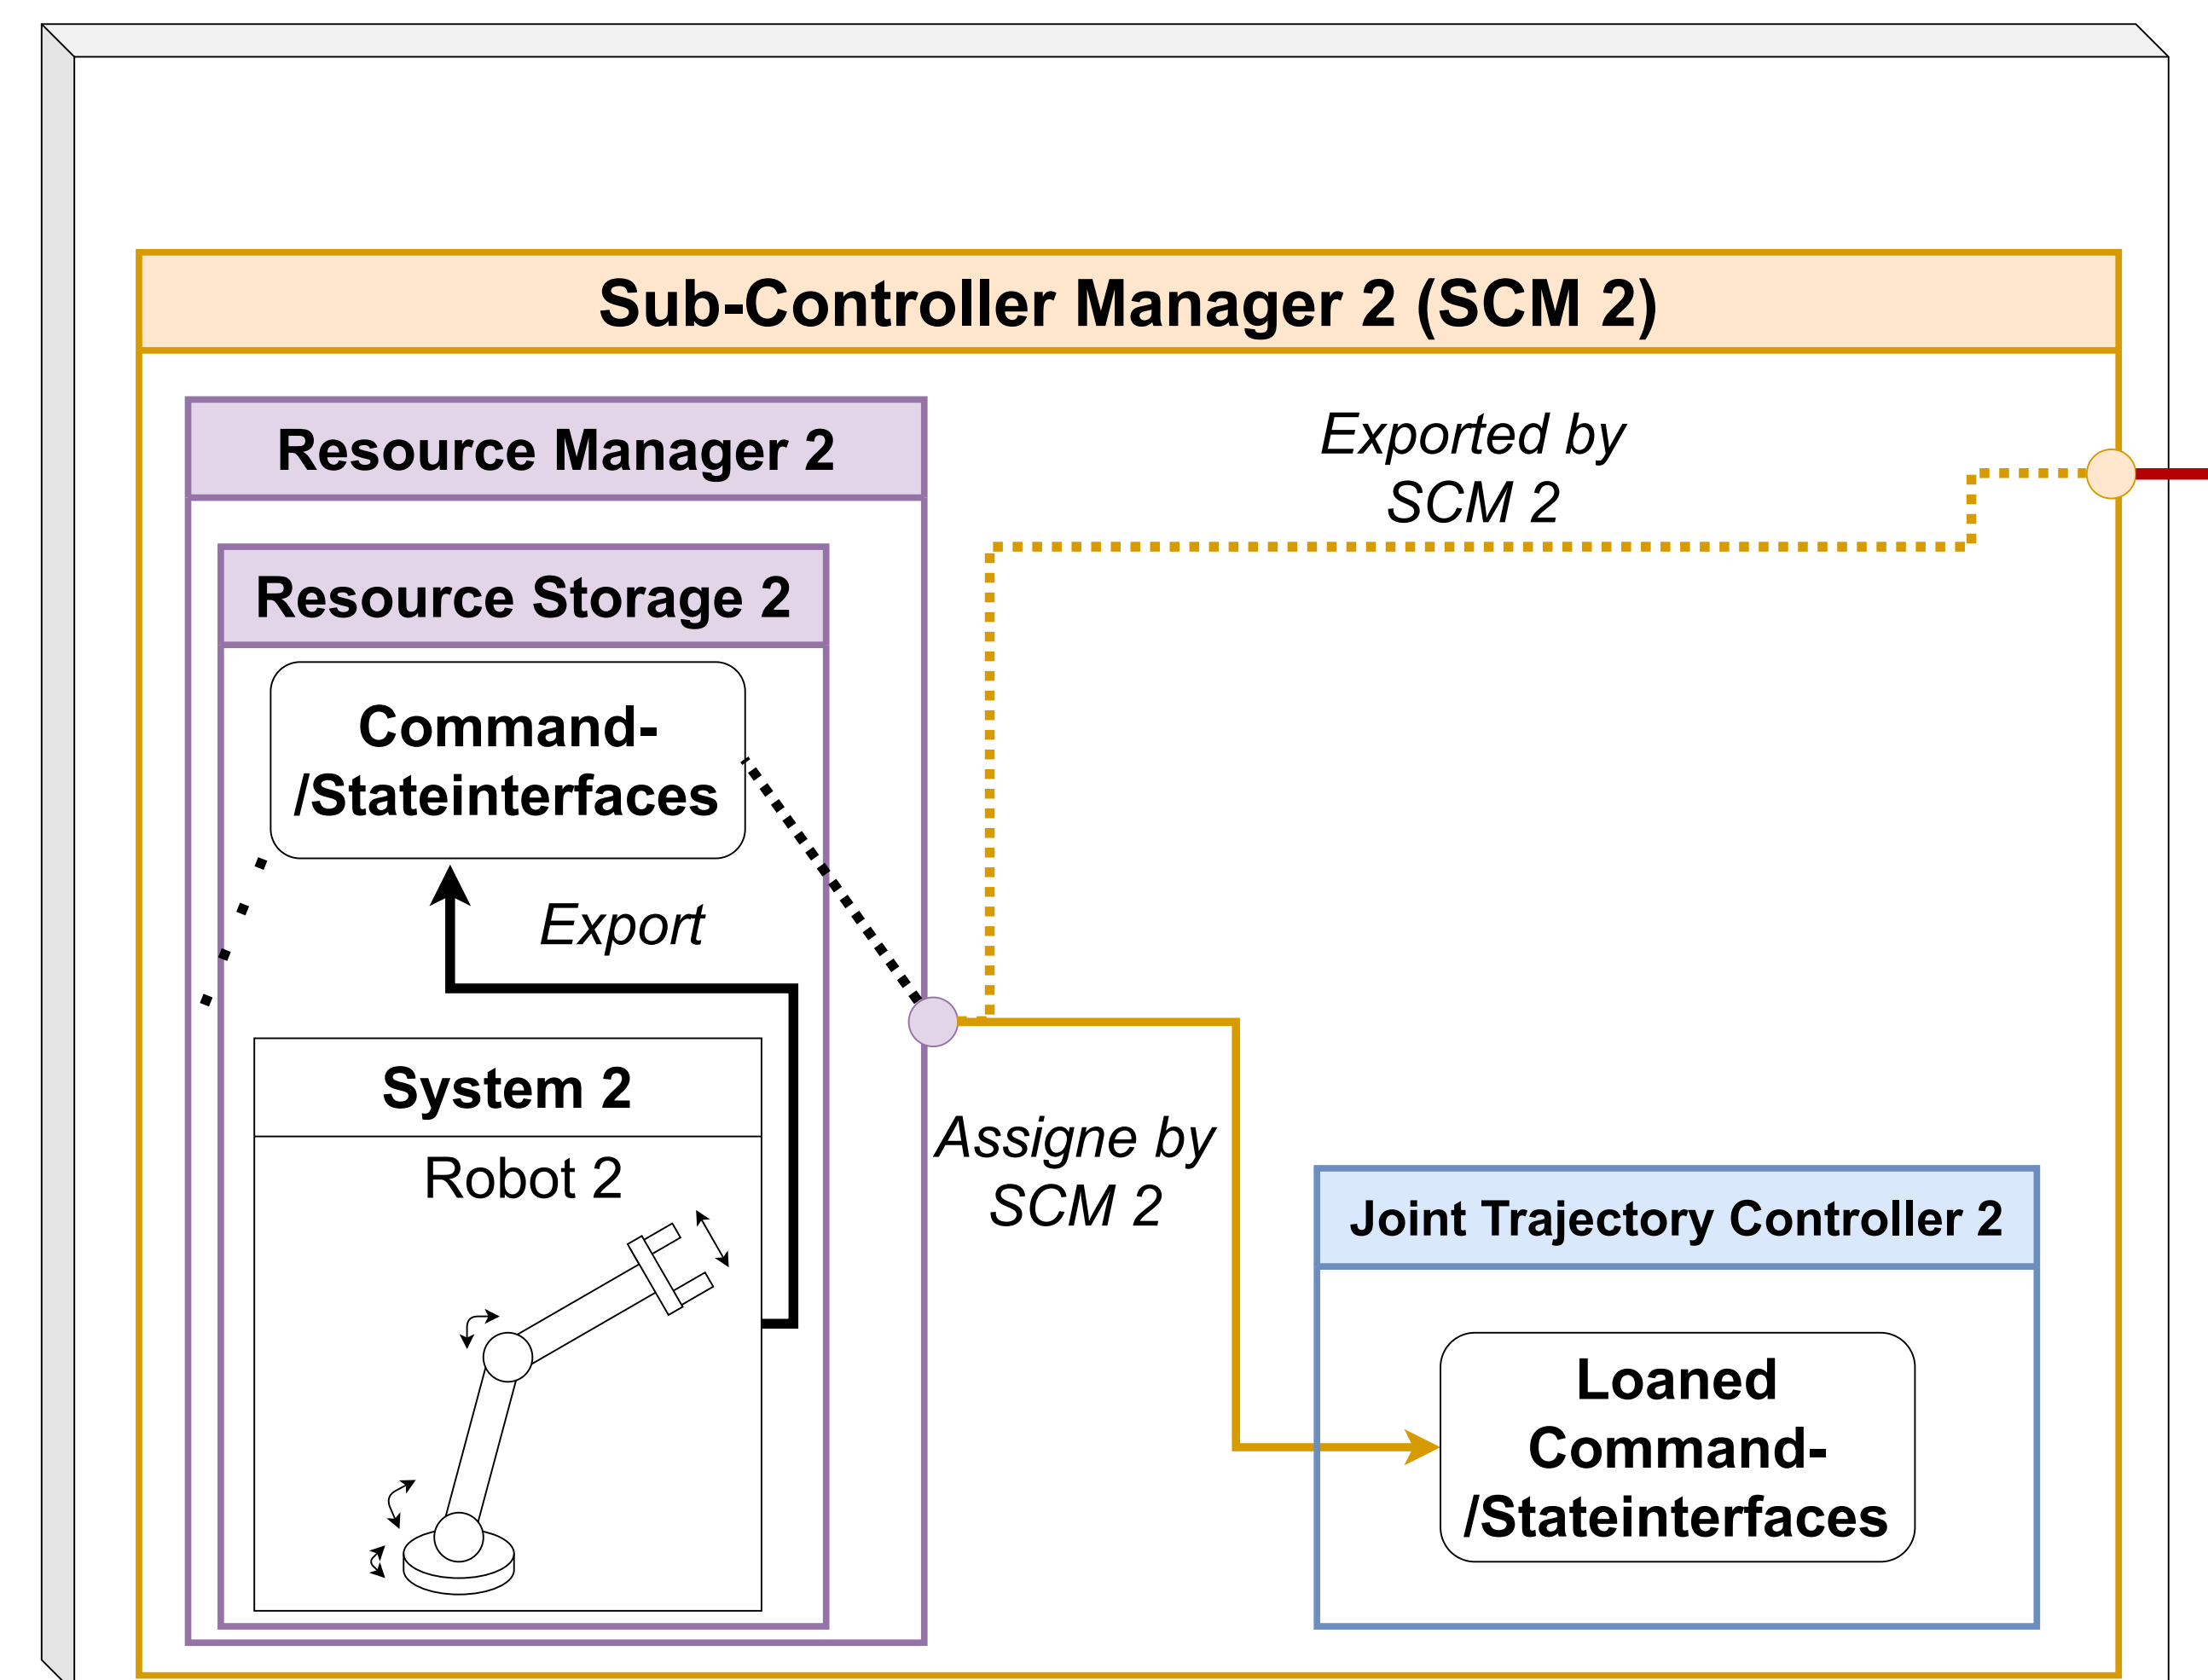 Sub-Controller Manager 2 (SCM 2)
Resource Manager 2
Exported by
SCM 2
Resource Storage 2
Command-
/Stateinterfaces
Export
System 2
Robot 2
Assigne by
SCM 2
Joint Trajectory Controller 2
Loaned
Command-
/Stateinterfaces